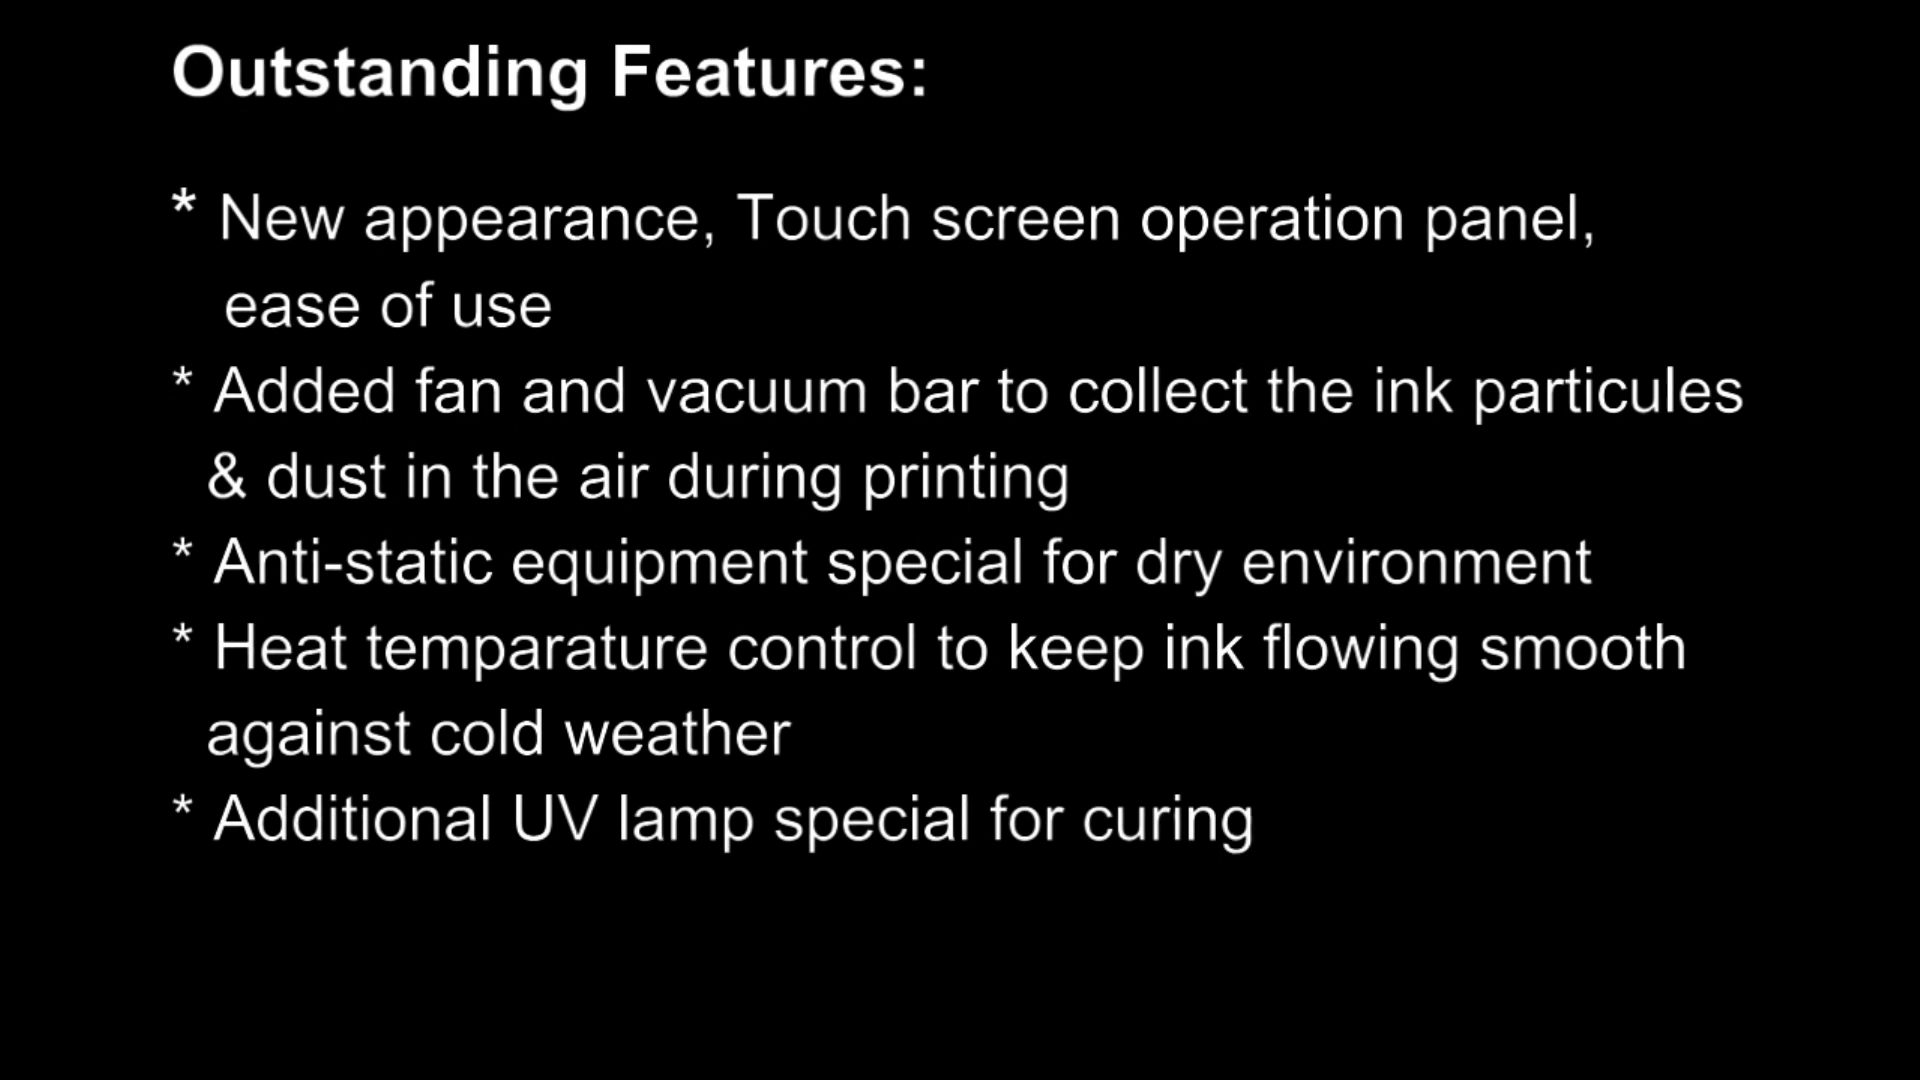 Outstanding Features:
* New appearance, Touch screen operation panel,
ease of use
* Added fan and vacuum bar to collect the ink particules
& dust in the air during printing
* Anti-static equipment special for dry environment
* Heat temparature control to keep ink flowing smooth
against cold weather
* Additional UV lamp special for curing